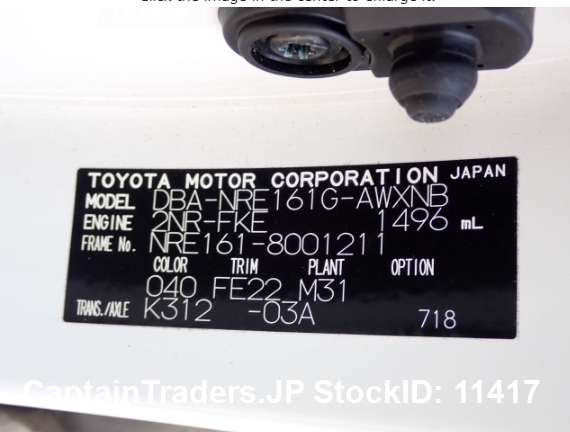 TOYOTA MOTOR CORPORATION JAPAN
MODEL DBA-NRE161G-AWXNB
ENGINE 2NR-FKE 1496 mL
FRAME No. NRE161-8001211
COLOR TRIM PLANT OPTION
040 FE22 M31
TRANS./AXLE K312 -03A 718
CaptainTraders.JP StockID: 11417